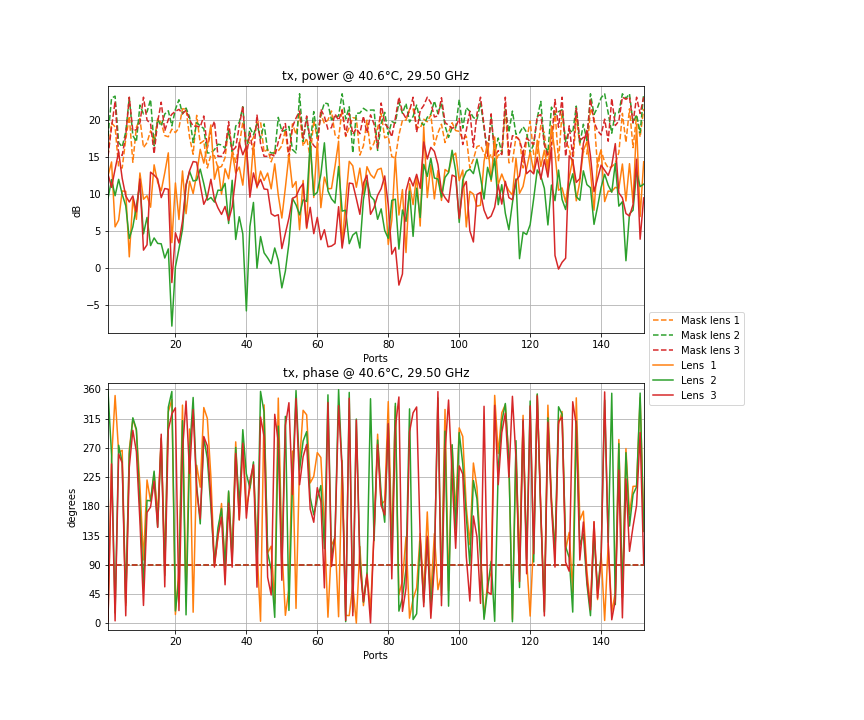 tx, power @ 40.6°C, 29.50 GHz
20
15
10
5
0
−5
dB
20
40
60
80
100
120
140
Ports
Mask lens 1
Mask lens 2
Mask lens 3
Lens  1
Lens  2
Lens  3
tx, phase @ 40.6°C, 29.50 GHz
360
315
270
225
180
135
90
45
0
degrees
20
40
60
80
100
120
140
Ports